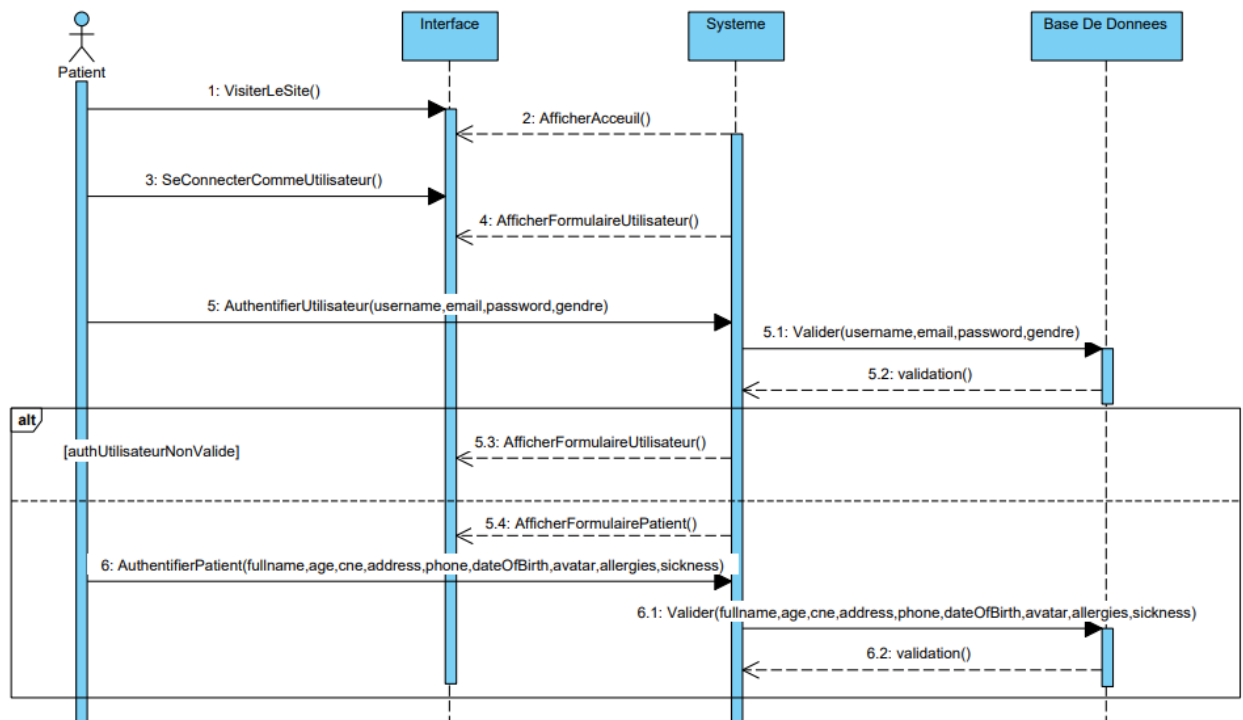 Patient
Interface
Systeme
Base De Donnees
1: VisiterLeSite()
2: AfficherAcceuil()
3: SeConnecterCommeUtilisateur()
4: AfficherFormulaireUtilisateur()
5: AuthentifierUtilisateur(username,email,password,gendre)
5.1: Valider(username,email,password,gendre)
5.2: validation()
alt
[authUtilisateurNonValide]
5.3: AfficherFormulaireUtilisateur()
5.4: AfficherFormulairePatient()
6: AuthentifierPatient(fullname,age,cne,address,phone,dateOfBirth,avatar,allergies,sickness)
6.1: Valider(fullname,age,cne,address,phone,dateOfBirth,avatar,allergies,sickness)
6.2: validation()